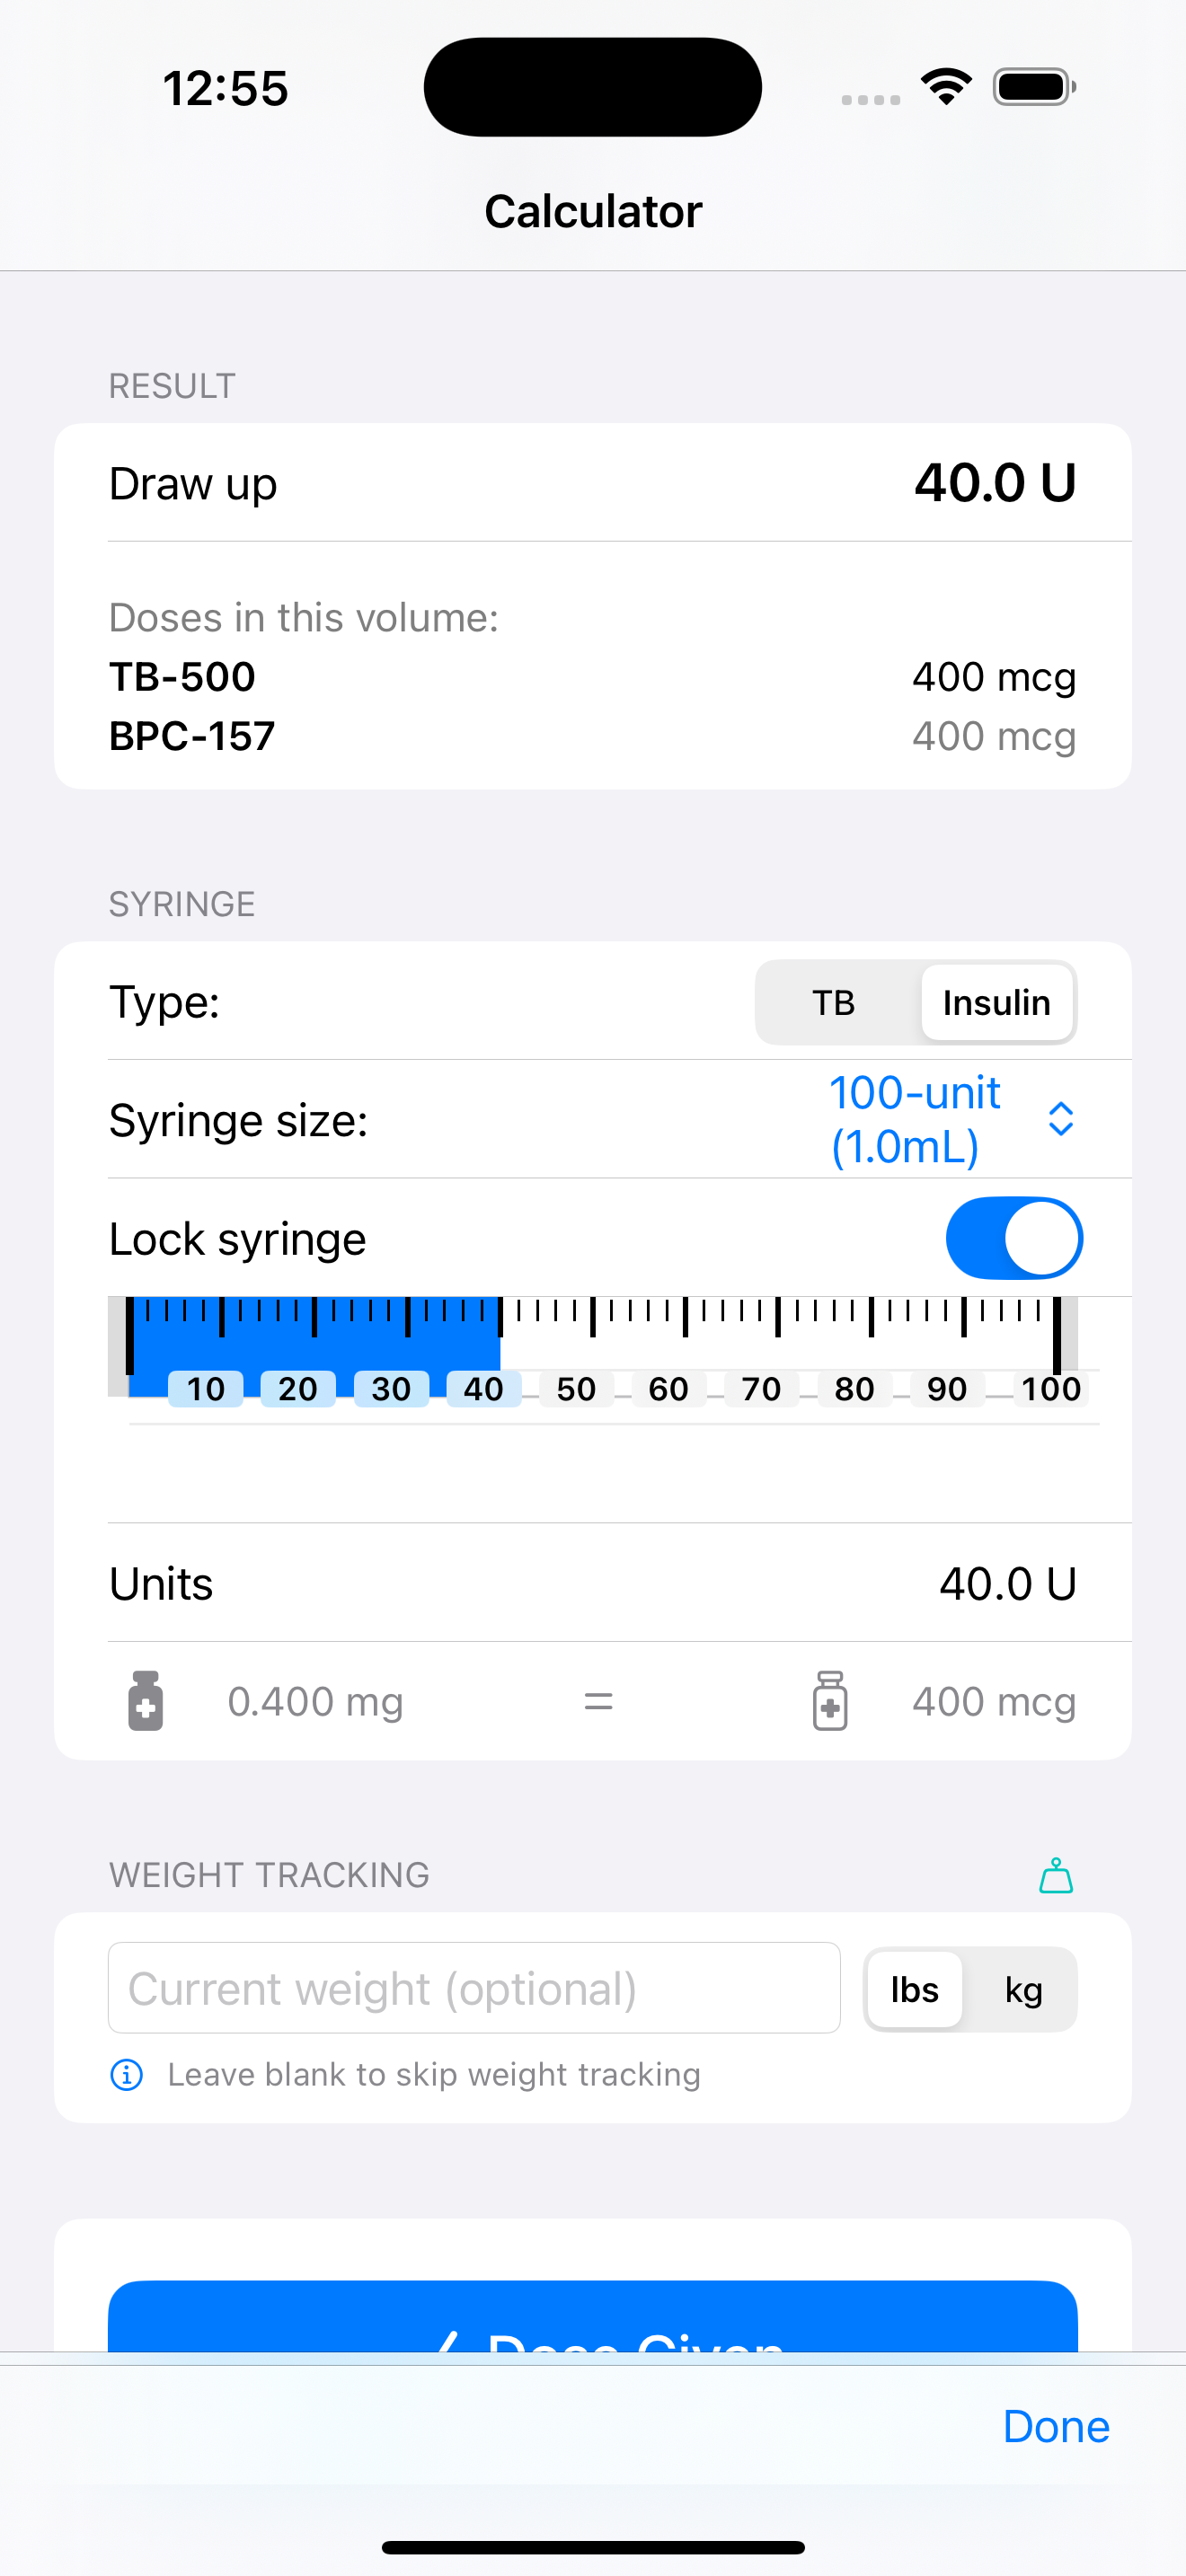 12:55
Calculator
RESULT
Draw up 40.0 U
Doses in this volume:
TB-500 400 mcg
BPC-157 400 mcg
SYRINGE
Type: TB Insulin
Syringe size: 100-unit
(1.0mL)
Lock syringe
10 20 30 40 50 60 70 80 90 100
Units 40.0 U
0.400 mg = 400 mcg
WEIGHT TRACKING
Current weight (optional) lbs kg
Leave blank to skip weight tracking
Dose Given
Done